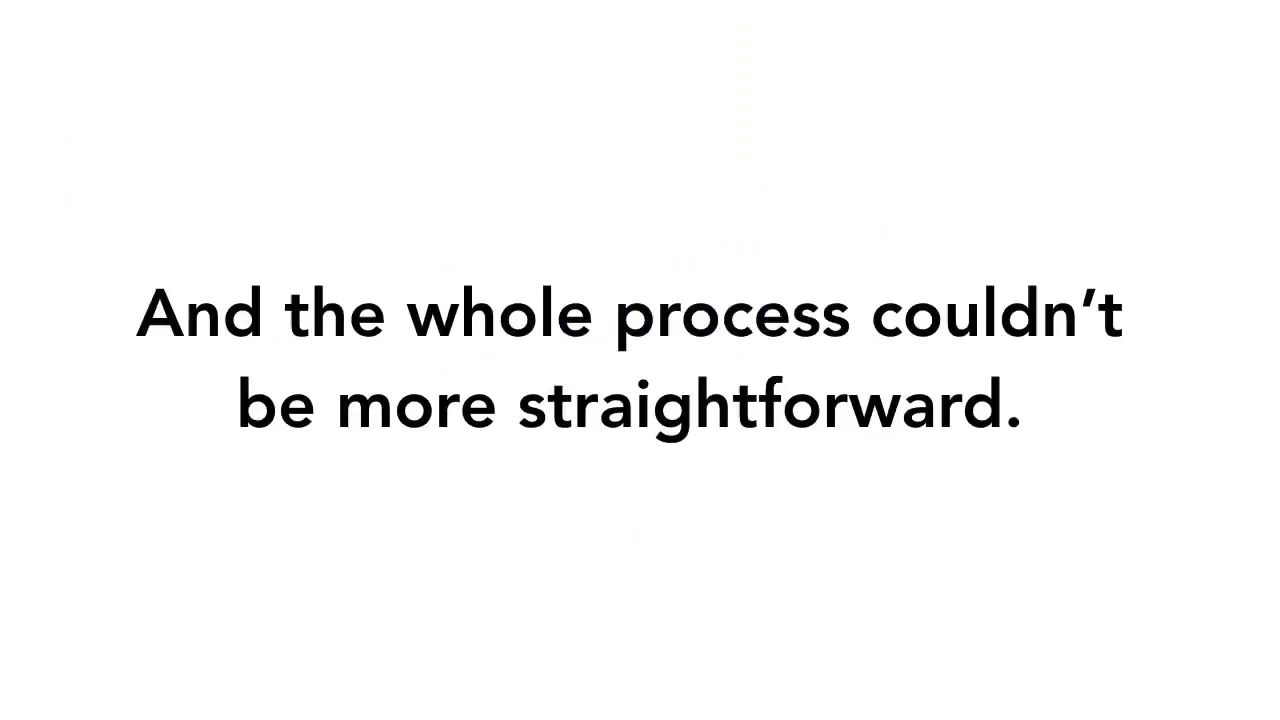 And the whole process couldn’t
be more straightforward.